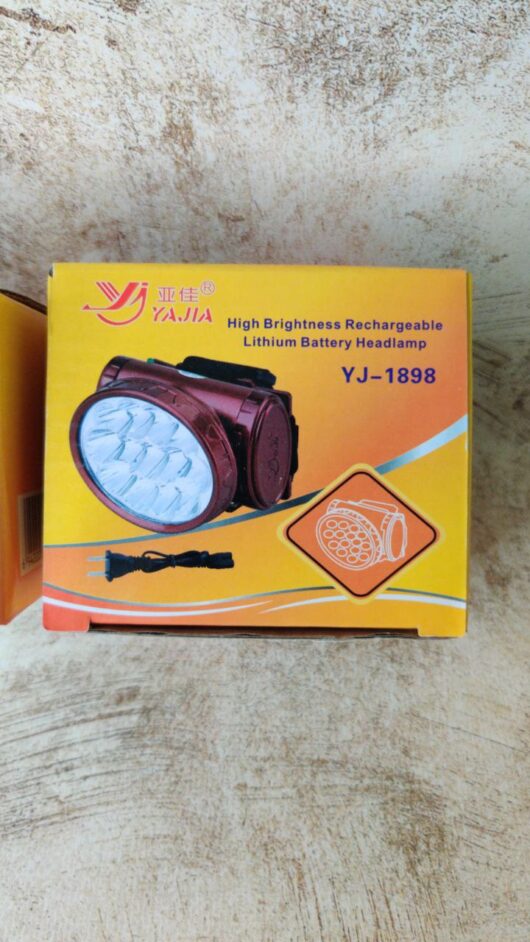 亚佳®
YAJIA
High Brightness Rechargeable
Lithium Battery Headlamp
YJ-1898